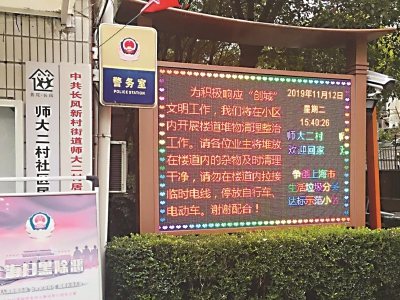 警务室
POLICE STATION
师大二村社
中共长风新村街道师大二村居
为积极响应“创城”
文明工作，我们将在小区
内开展楼道堆物清理整治
工作。请各位业主将堆放
在楼道内的杂物及时清理
干净，请勿在楼道内拉接
临时电线，停放自行车、
电动车。谢谢配合！
2019年11月12日
星期二
15:40:26
师大二村
欢迎回家
争创上海市
生活垃圾分
达标示范小